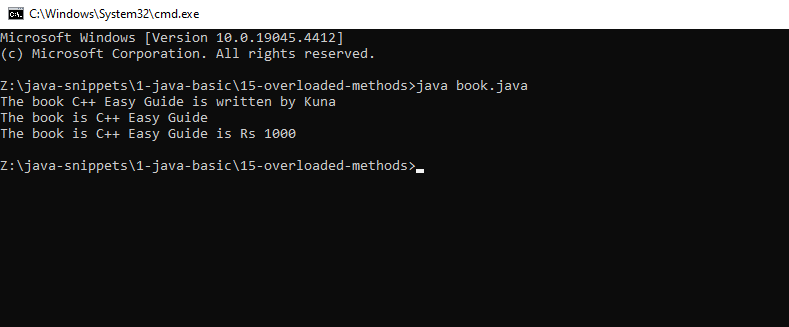 C:\Windows\System32\cmd.exe
Microsoft Windows [Version 10.0.19045.4412]
(c) Microsoft Corporation. All rights reserved.
Z:\java-snippets\1-java-basic\15-overloaded-methods>java book.java
The book C++ Easy Guide is written by Kuna
The book is C++ Easy Guide
The book is C++ Easy Guide is Rs 1000
Z:\java-snippets\1-java-basic\15-overloaded-methods>